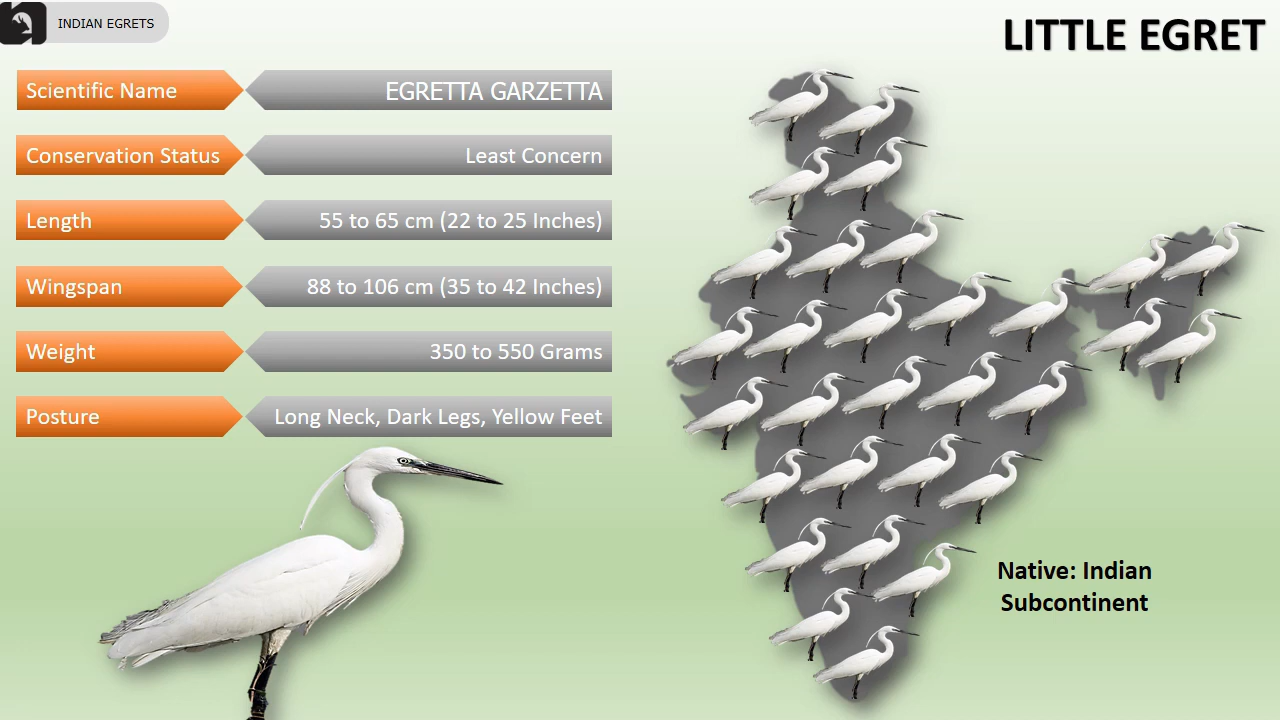 INDIAN EGRETS
LITTLE EGRET
Scientific Name
EGRETTA GARZETTA
Conservation Status
Least Concern
Length
55 to 65 cm (22 to 25 Inches)
Wingspan
88 to 106 cm (35 to 42 Inches)
Weight
350 to 550 Grams
Posture
Long Neck, Dark Legs, Yellow Feet
Native: Indian
Subcontinent